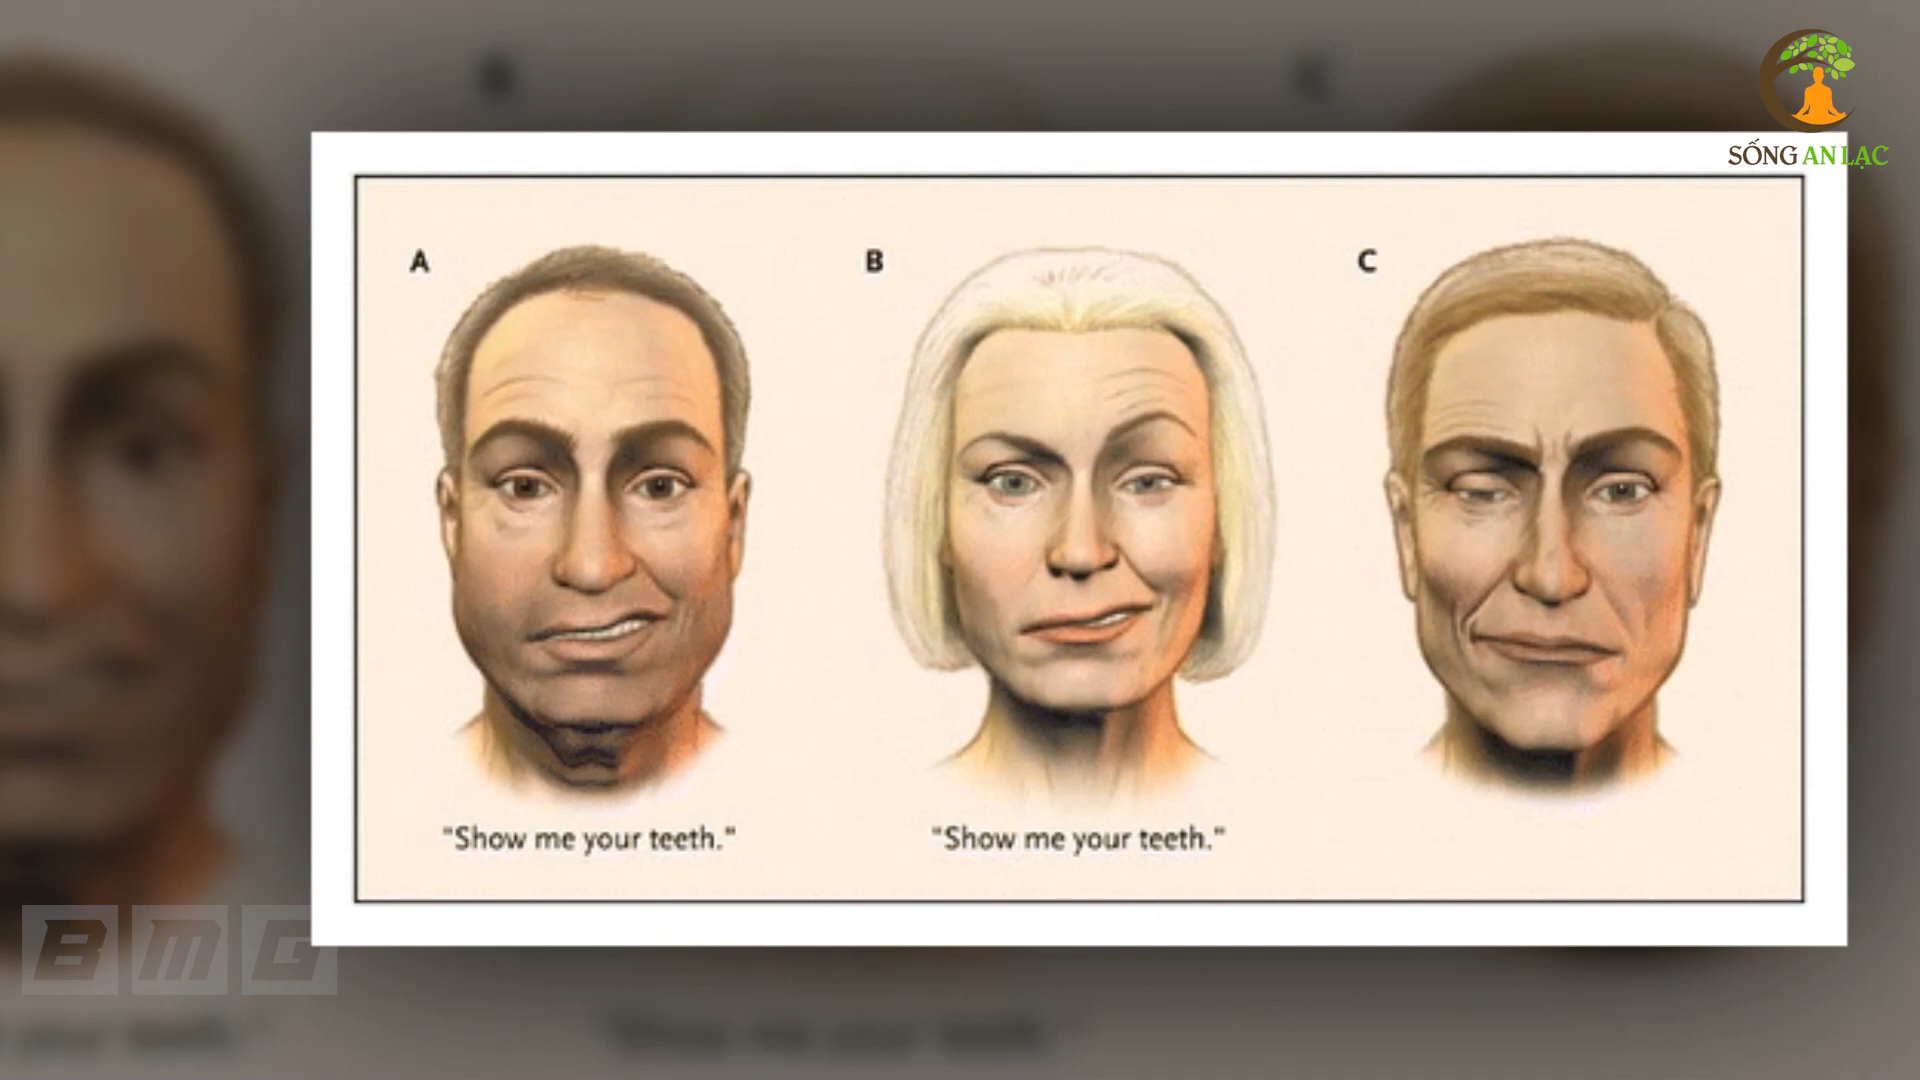 SỐNG AN LẠC
A
B
C
"Show me your teeth."
"Show me your teeth."
BMG